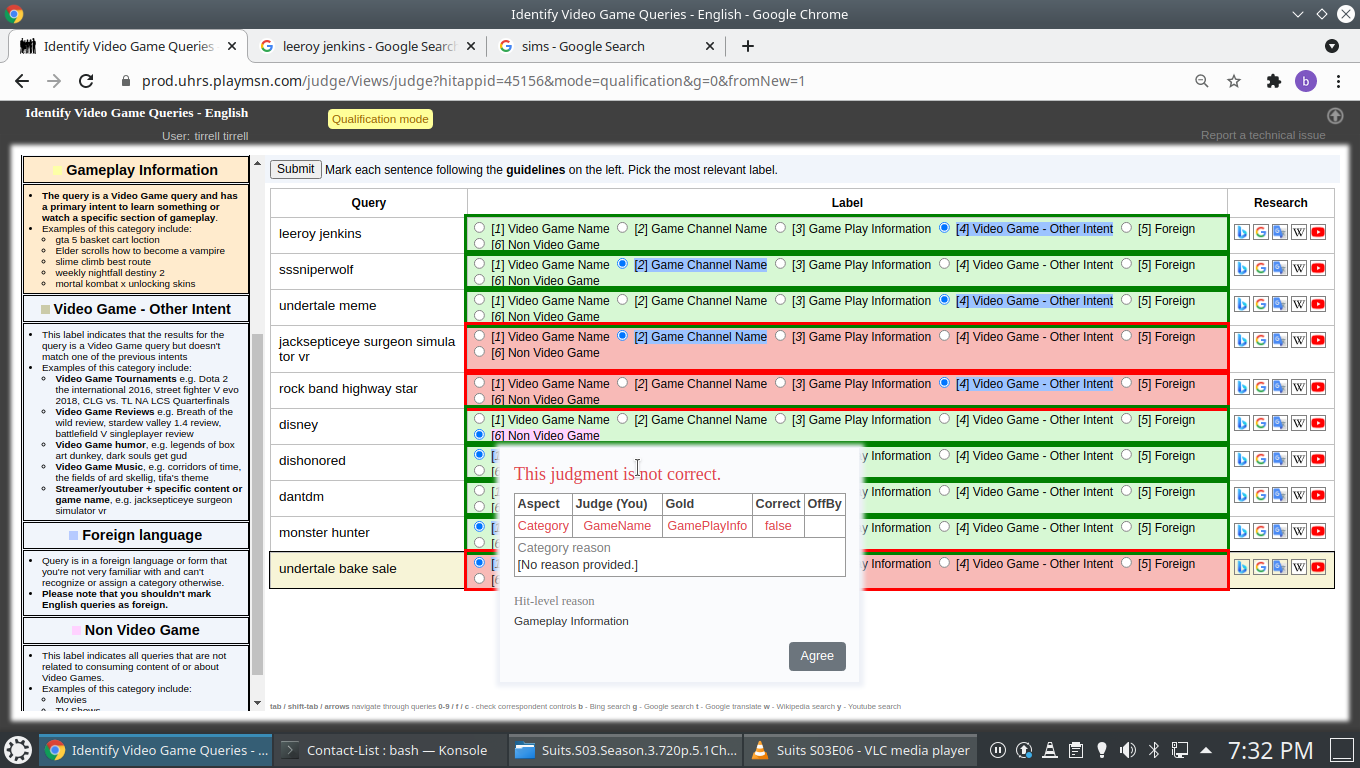 Identify Video Game Queries - English - Google Chrome
Identify Video Game Queries
leeroy jenkins - Google Search
sims - Google Search
prod.uhrs.playmsn.com/judge/Views/judge?hitappid=45156&mode=qualification&g=0&fromNew=1
b
Identify Video Game Queries - English
Qualification mode
User: tirrell tirrell
Report a technical issue
Gameplay Information
The query is a Video Game query and has
a primary intent to learn something or
watch a specific section of gameplay.
Examples of this category include:
gta 5 basket cart loction
Elder scrolls how to become a vampire
slime climb best route
weekly nightfall destiny 2
mortal kombat x unlocking skins
Video Game - Other Intent
This label indicates that the results for the
query is a Video Game query but doesn't
match one of the previous intents
Examples of this category include:
Video Game Tournaments e.g. Dota 2
the international 2016, street fighter V evo
2018, CLG vs. TL NA LCS Quarterfinals
Video Game Reviews e.g. Breath of the
wild review, stardew valley 1.4 review,
battlefield V singleplayer review
Video Game humor, e.g. legends of box
art dunkey, dark souls get gud
Video Game Music, e.g. corridors of time,
the fields of ard skellig, tifa's theme
Streamer/youtuber + specific content or
game name, e.g. jacksepticeye surgeon
simulator vr
Foreign language
Query is in a foreign language or form that
you're not very familiar with and can't
recognize or assign a category otherwise.
Please note that you shouldn't mark
English queries as foreign.
Non Video Game
This label indicates all queries that are not
related to consuming content of or about
Video Games.
Examples of this category include:
Movies
TV Shows
Submit Mark each sentence following the guidelines on the left. Pick the most relevant label.
Query Label Research
leeroy jenkins [1] Video Game Name [2] Game Channel Name [3] Game Play Information [4] Video Game - Other Intent [5] Foreign
[6] Non Video Game
sssniperwolf [1] Video Game Name [2] Game Channel Name [3] Game Play Information [4] Video Game - Other Intent [5] Foreign
[6] Non Video Game
undertale meme [1] Video Game Name [2] Game Channel Name [3] Game Play Information [4] Video Game - Other Intent [5] Foreign
[6] Non Video Game
jacksepticeye surgeon simula
tor vr
[1] Video Game Name [2] Game Channel Name [3] Game Play Information [4] Video Game - Other Intent [5] Foreign
[6] Non Video Game
rock band highway star [1] Video Game Name [2] Game Channel Name [3] Game Play Information [4] Video Game - Other Intent [5] Foreign
[6] Non Video Game
disney [1] Video Game Name [2] Game Channel Name [3] Game Play Information [4] Video Game - Other Intent [5] Foreign
[6] Non Video Game
dishonored [4] Video Game - Other Intent [5] Foreign
dantdm [4] Video Game - Other Intent [5] Foreign
monster hunter [4] Video Game - Other Intent [5] Foreign
undertale bake sale [4] Video Game - Other Intent [5] Foreign
This judgment is not correct.
Aspect Judge (You) Gold Correct OffBy
Category GameName GamePlayInfo false
Category reason
[No reason provided.]
Hit-level reason
Gameplay Information
Agree
tab / shift-tab / arrows navigate through queries 0-9 / f / c - check correspondent controls b - Bing search g - Google search t - Google translate w - Wikipedia search y - Youtube search
Identify Video Game Queries - ...
Contact-List : bash — Konsole
Suits.S03.Season.3.720p.5.1Ch...
Suits S03E06 - VLC media player
7:32 PM